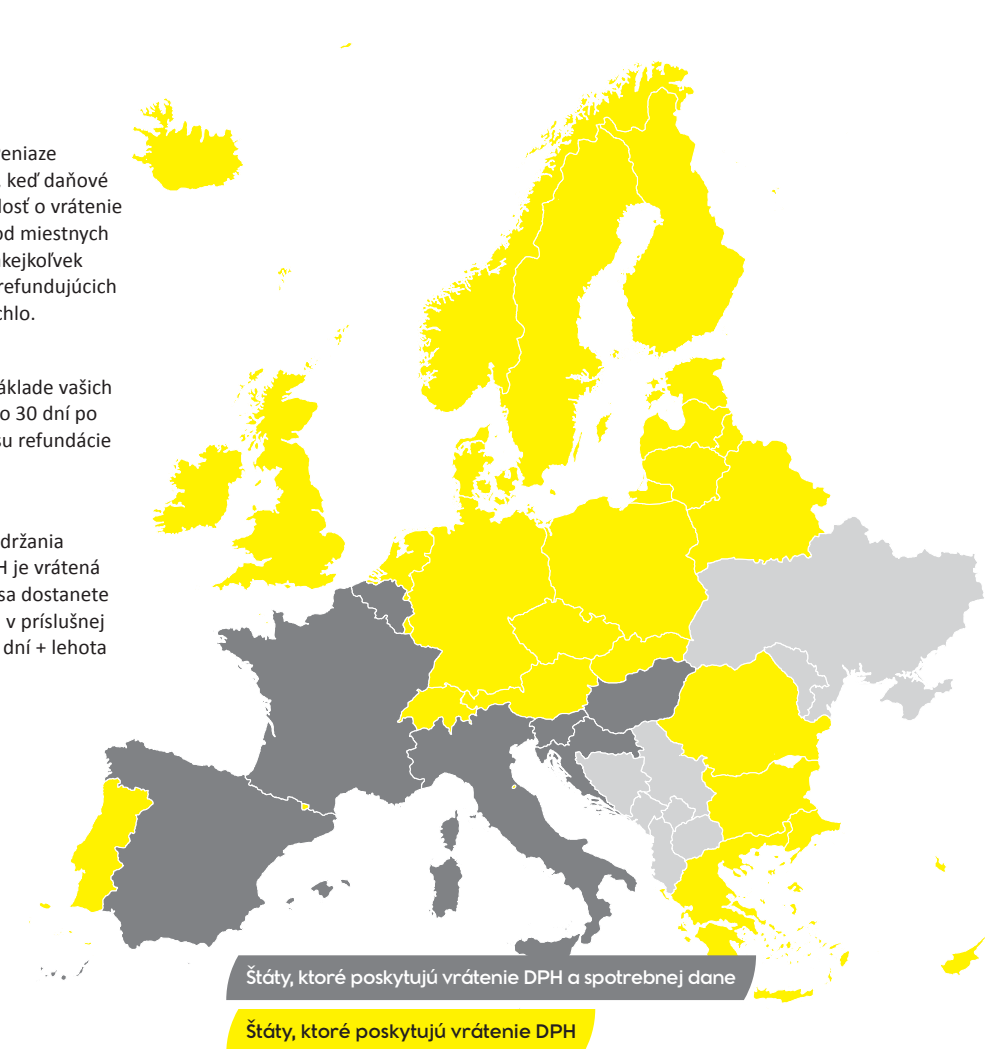 eniaze
keď daňové
losť o vrátenie
od miestnych
akejkoľvek
refundujúcich
chlo.
áklade vašich
o 30 dní po
su refundácie
držania
H je vrátená
sa dostanete
v príslušnej
dní + lehota
Štáty, ktoré poskytujú vrátenie DPH a spotrebnej dane
Štáty, ktoré poskytujú vrátenie DPH